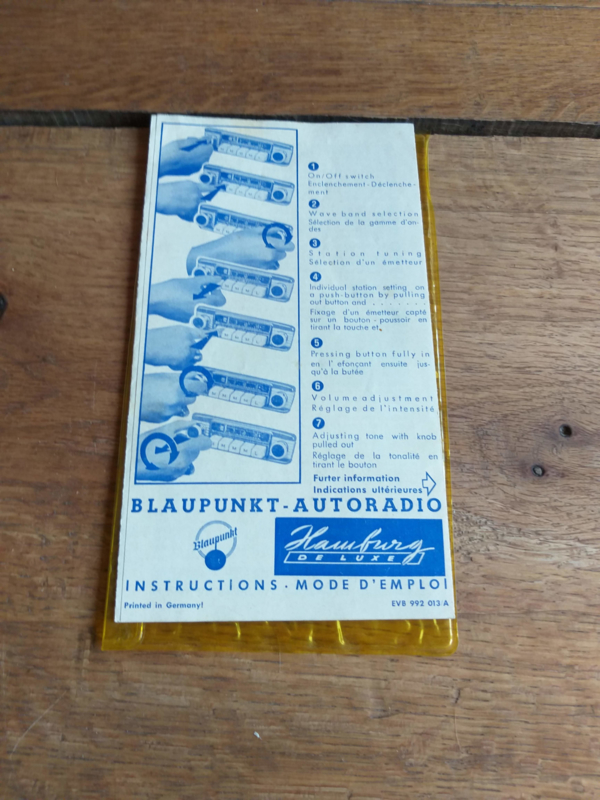 1
On/Off switch
Enclenchement-Déclenche-
ment
2
Wave band selection
Sélection de la gamme d'on-
des
3
Station tuning
Sélection d'un émetteur
4
Individual station setting on
a push-button by pulling
out button and . . . . . . .
Fixage d'un émetteur capté
sur un bouton-poussoir en
tirant la touche et.
5
Pressing button fully in
en l'efonçant ensuite jus-
qu'à la butée
6
Volume adjustment
Réglage de l'intensité
7
Adjusting tone with knob
pulled out
Réglage de la tonalité en
tirant le bouton
Furter information
Indications ultérieures
BLAUPUNKT-AUTORADIO
Blaupunkt
Hamburg
DE LUXE
INSTRUCTIONS · MODE D'EMPLOI
Printed in Germany!
EVB 992 013 A